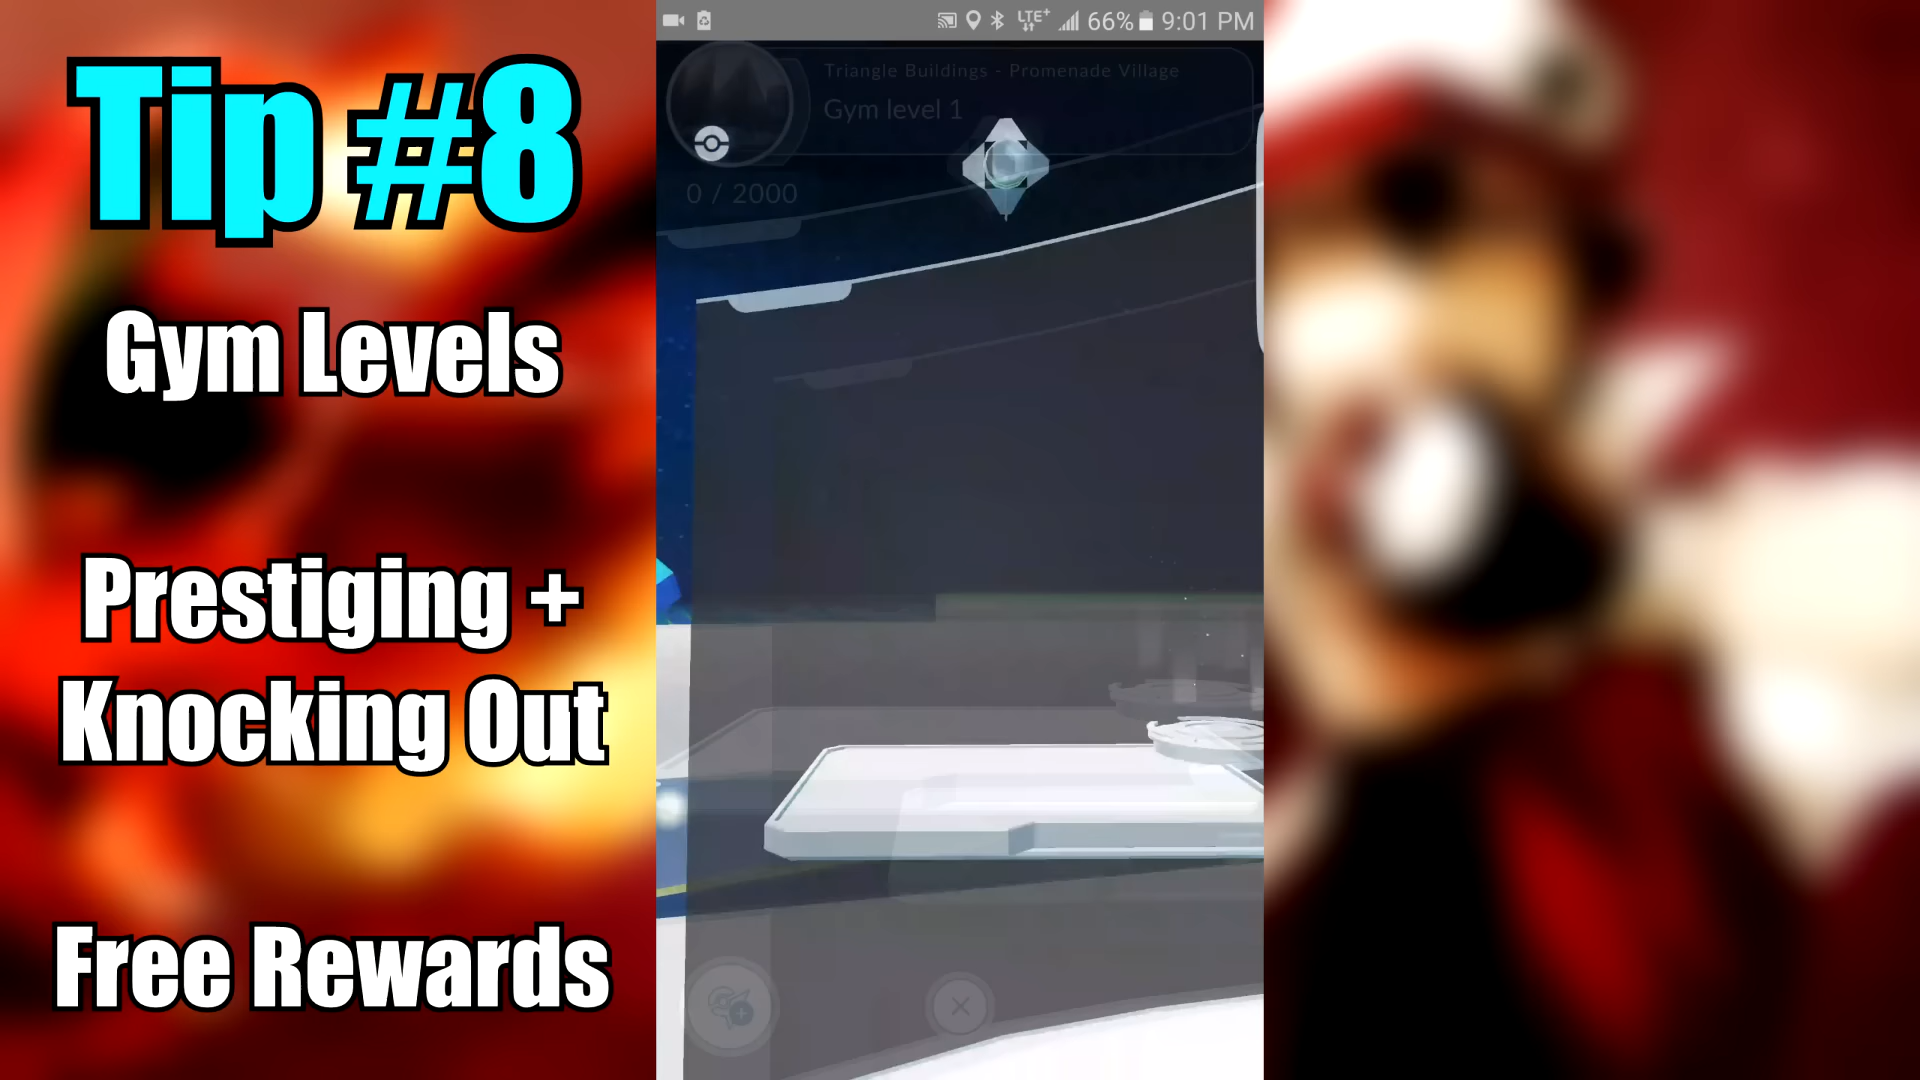 Tip #8
Gym Levels
Prestiging +
Knocking Out
Free Rewards
LTE+ 66% 9:01 PM
Triangle Buildings - Promenade Village
Gym level 1
0 / 2000